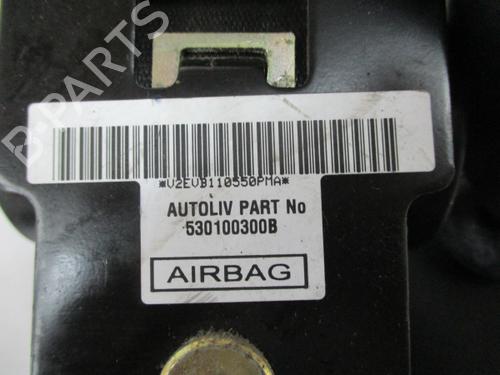 B-PARTS
*V2EVB110550PMA*
AUTOLIV PART No
530100300B
AIRBAG